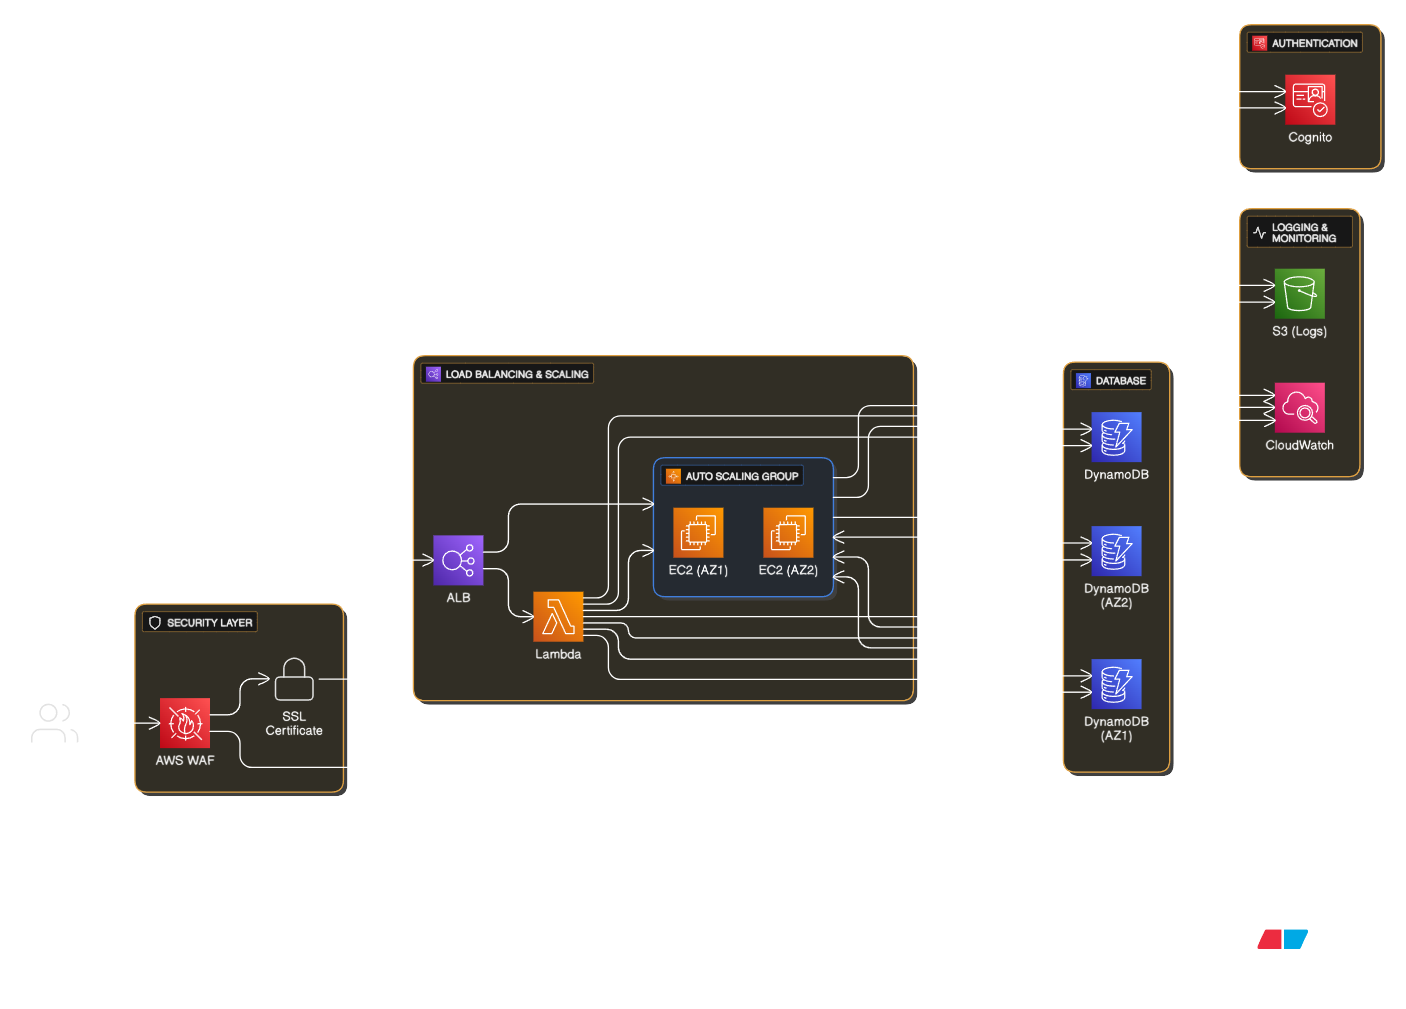 AUTHENTICATION
Cognito
LOGGING &
MONITORING
S3 (Logs)
CloudWatch
LOAD BALANCING & SCALING
AUTO SCALING GROUP
EC2 (AZ1)
EC2 (AZ2)
ALB
Lambda
DATABASE
DynamoDB
DynamoDB
(AZ2)
DynamoDB
(AZ1)
SECURITY LAYER
SSL
Certificate
AWS WAF